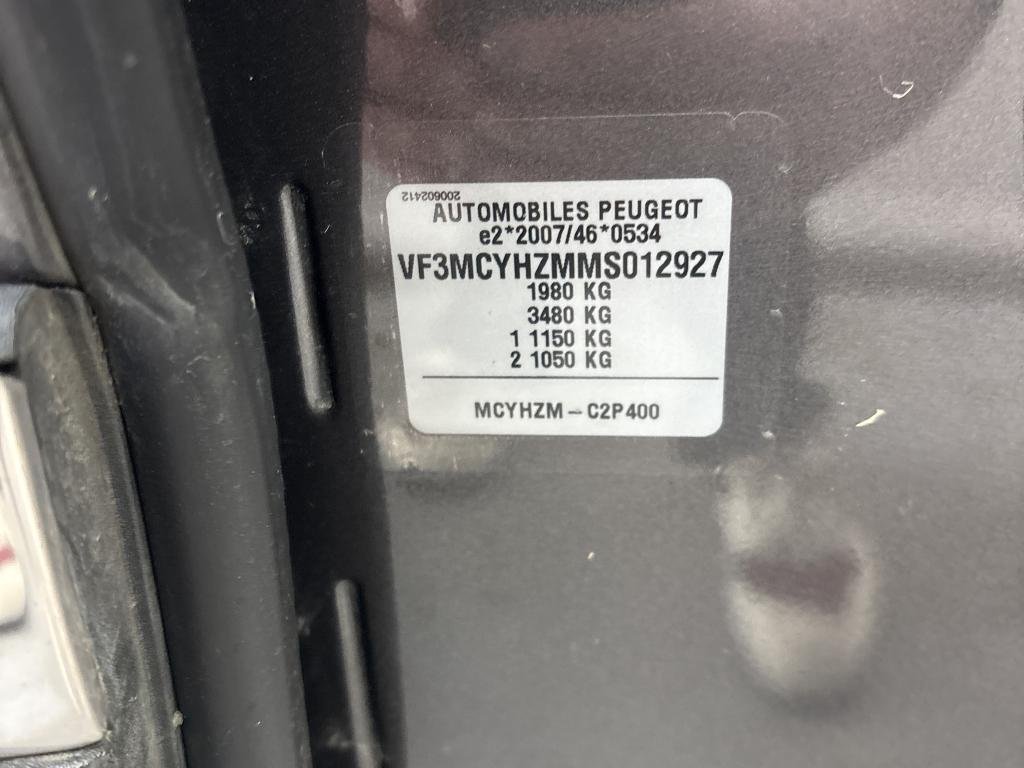 200602412
AUTOMOBILES PEUGEOT
e2*2007/46*0534
VF3MCYHZMMS012927
1980 KG
3480 KG
1 1150 KG
2 1050 KG
MCYHZM – C2P400